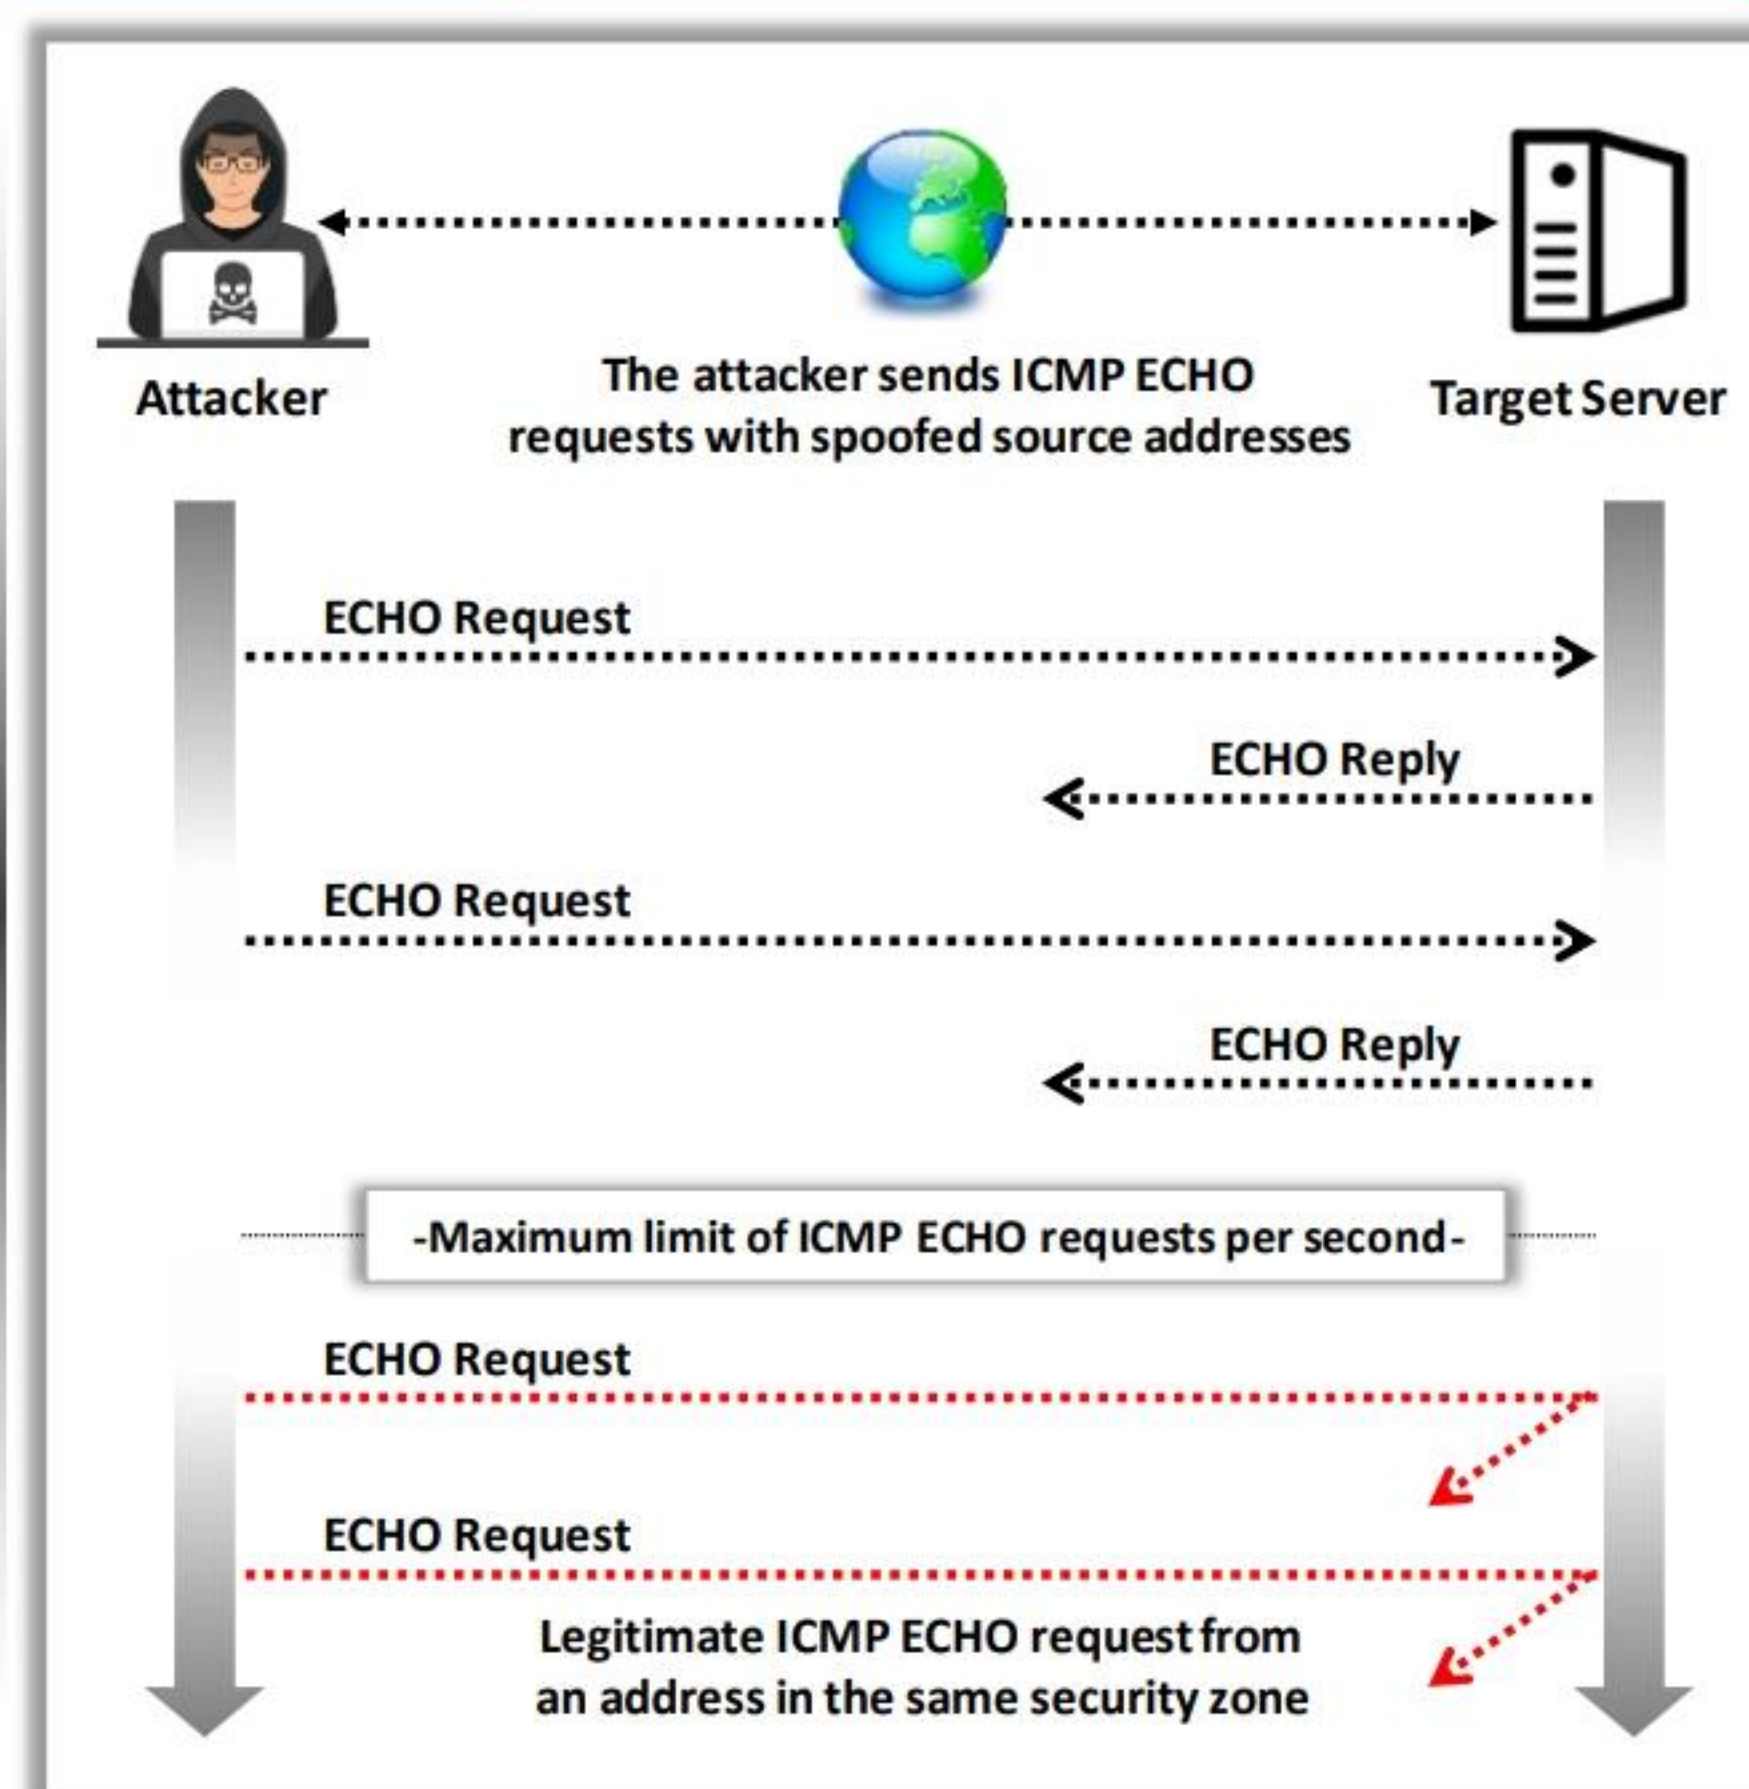 The attacker sends ICMP ECHO
requests with spoofed source addresses
Attacker
Target Server
ECHO Request
ECHO Reply
ECHO Request
ECHO Reply
-Maximum limit of ICMP ECHO requests per second-
ECHO Request
ECHO Request
Legitimate ICMP ECHO request from
an address in the same security zone